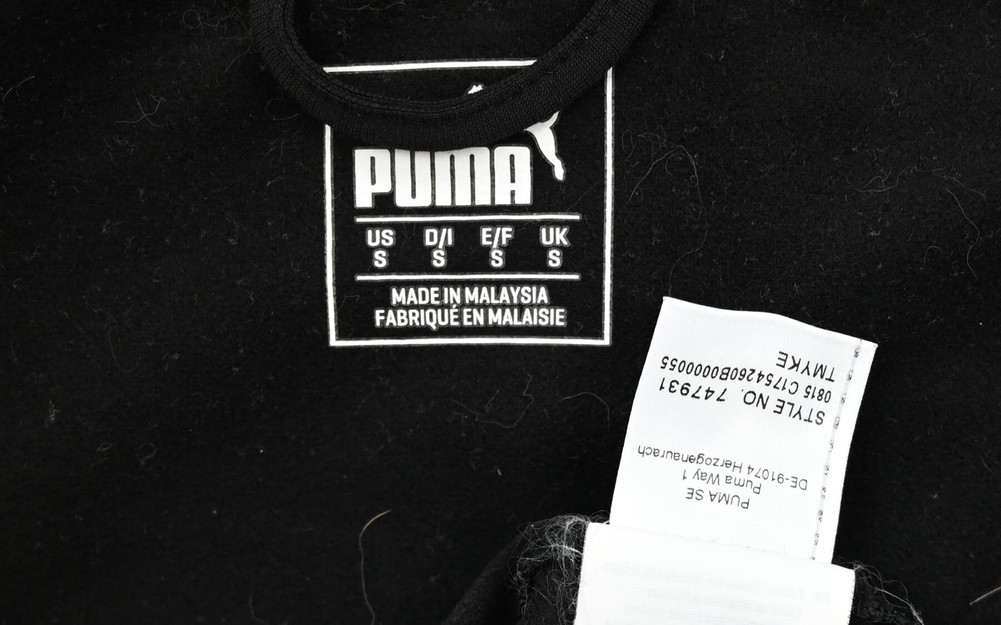 PUMA
US D/I E/F UK
S S S S
MADE IN MALAYSIA
FABRIQUÉ EN MALAISIE
PUMA SE
Puma Way 1
DE-91074 Herzogenaurach
STYLE NO. 747931
0815 C1754260B0000055
TMYKE